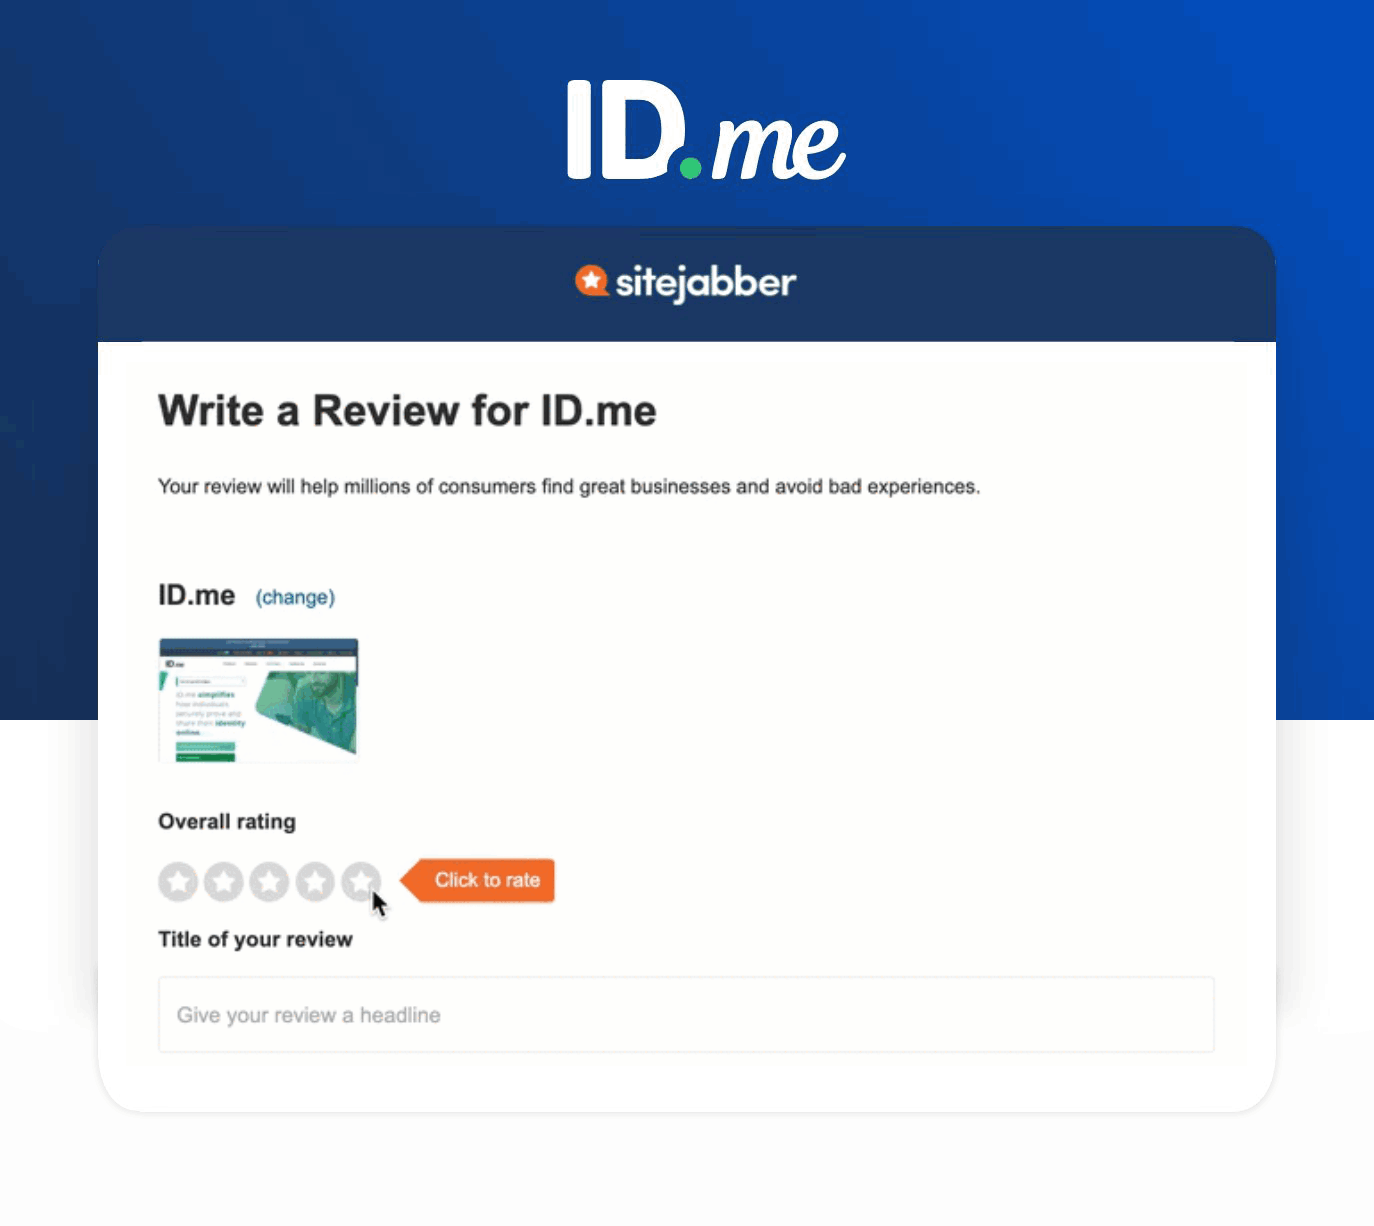 ID.me
sitejabber
Write a Review for ID.me
Your review will help millions of consumers find great businesses and avoid bad experiences.
ID.me (change)
ID.me
ID.me simplifies
how individuals
securely prove and
share their identity
online.
Overall rating
Click to rate
Title of your review
Give your review a headline